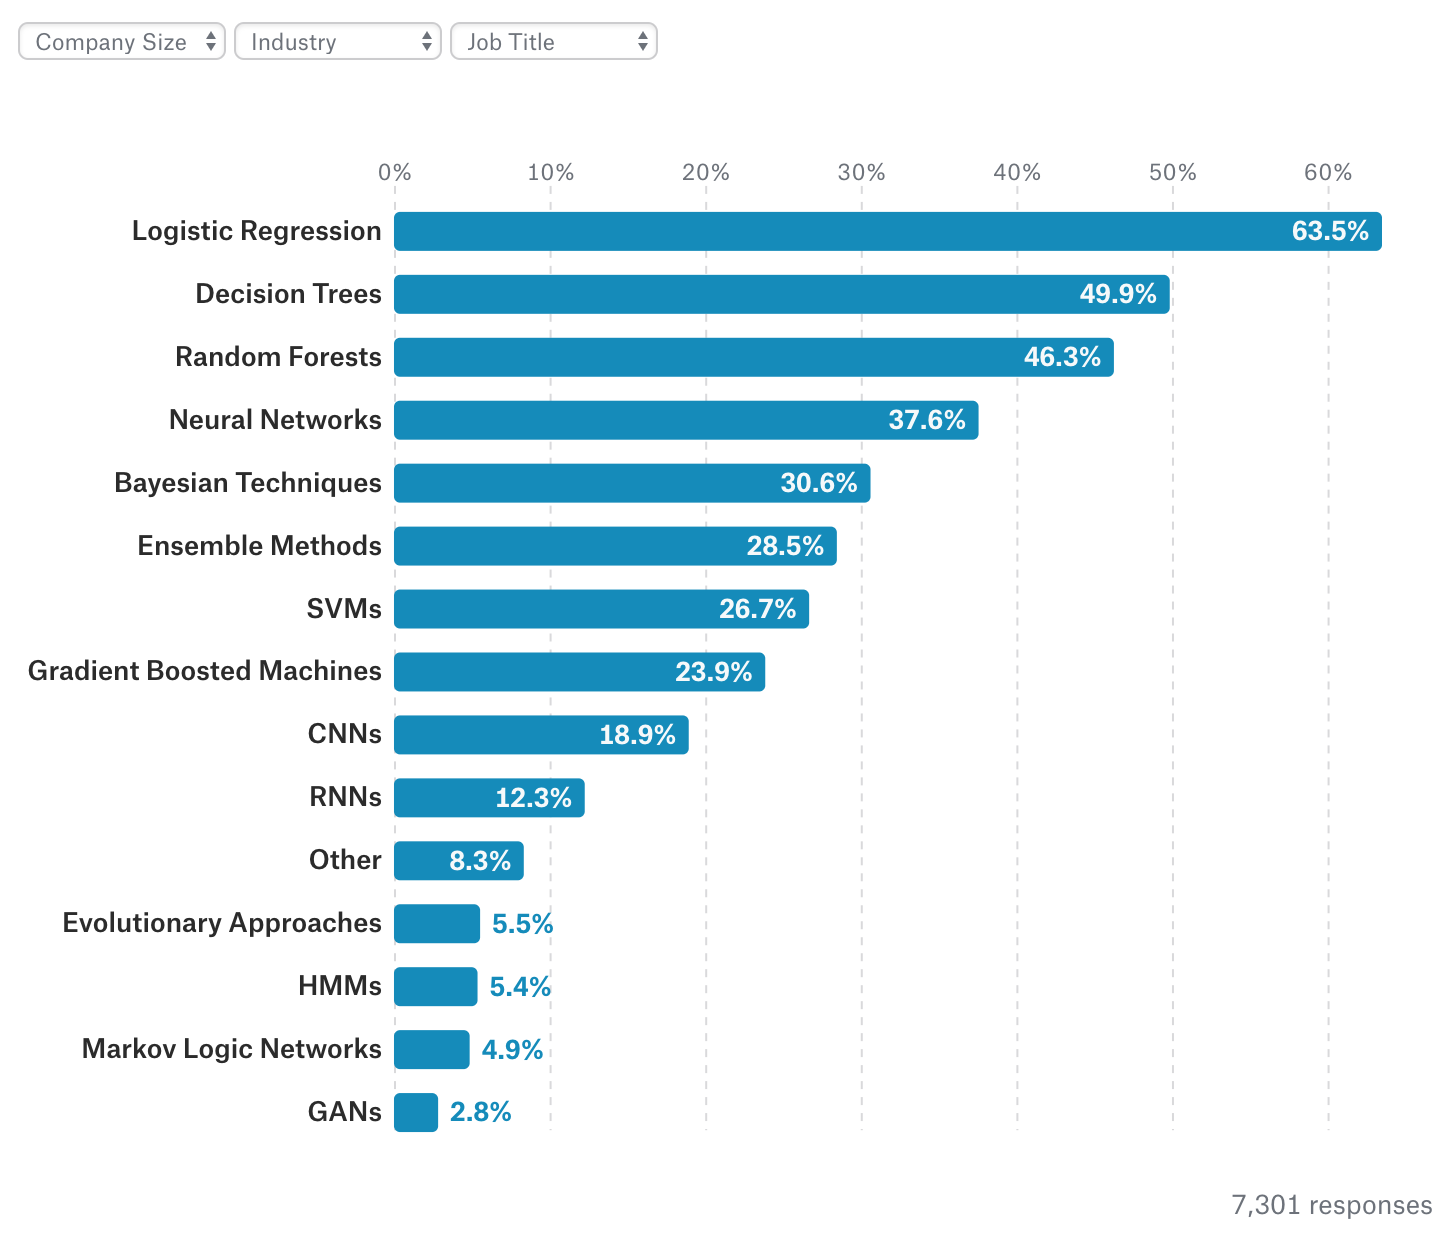 Company Size Industry Job Title
0% 10% 20% 30% 40% 50% 60%
Logistic Regression 63.5%
Decision Trees 49.9%
Random Forests 46.3%
Neural Networks 37.6%
Bayesian Techniques 30.6%
Ensemble Methods 28.5%
SVMs 26.7%
Gradient Boosted Machines 23.9%
CNNs 18.9%
RNNs 12.3%
Other 8.3%
Evolutionary Approaches 5.5%
HMMs 5.4%
Markov Logic Networks 4.9%
GANs 2.8%
7,301 responses